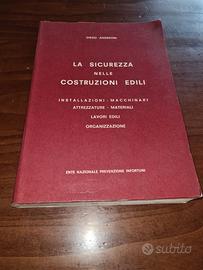 DIEGO ANDREONI
LA SICUREZZA
NELLE
COSTRUZIONI EDILI
INSTALLAZIONI - MACCHINARI
ATTREZZATURE - MATERIALI
LAVORI EDILI
ORGANIZZAZIONE
ENTE NAZIONALE PREVENZIONE INFORTUNI
subito